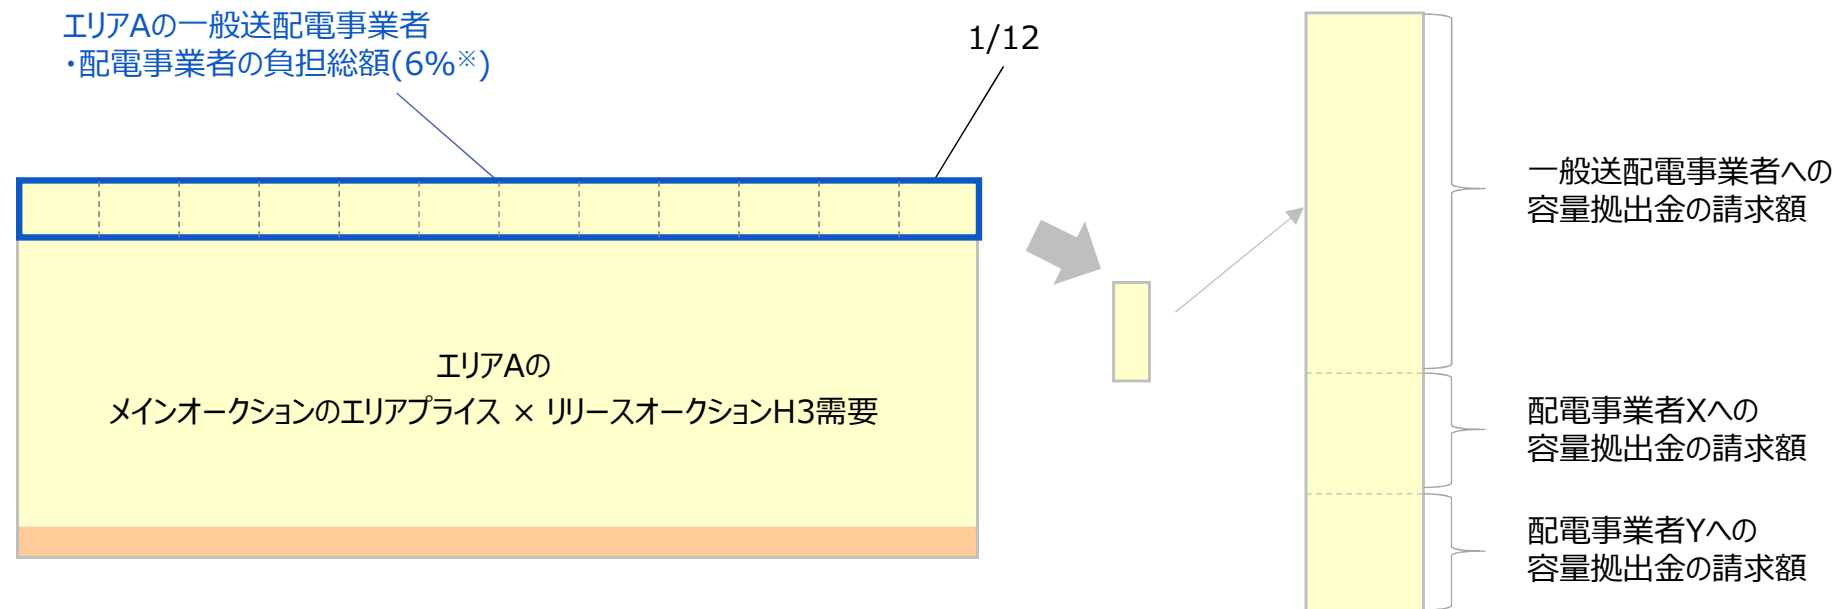 エリアAの一般送配電事業者
・配電事業者の負担総額(6%※)
1/12
エリアAの
メインオークションのエリアプライス × リリースオークションH3需要
一般送配電事業者への
容量拠出金の請求額
配電事業者Xへの
容量拠出金の請求額
配電事業者Yへの
容量拠出金の請求額